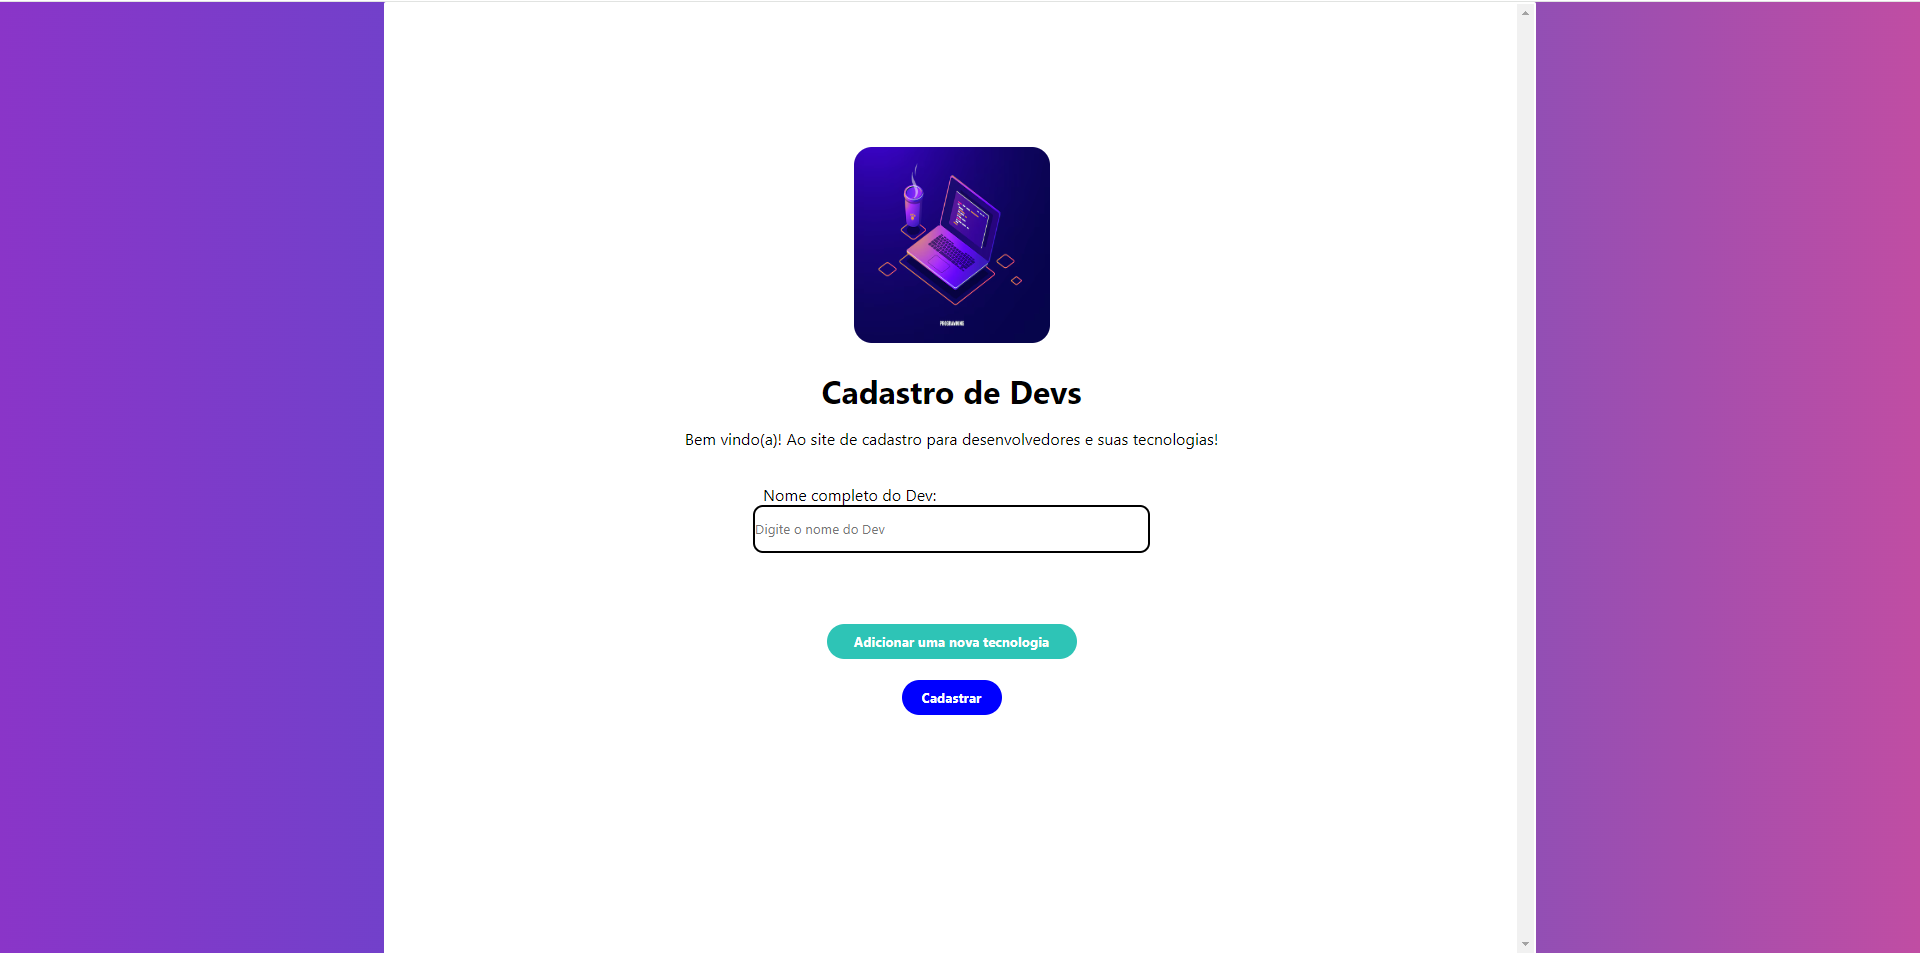 PROGRAMMING
Cadastro de Devs
Bem vindo(a)! Ao site de cadastro para desenvolvedores e suas tecnologias!
Nome completo do Dev:
Digite o nome do Dev
Adicionar uma nova tecnologia
Cadastrar